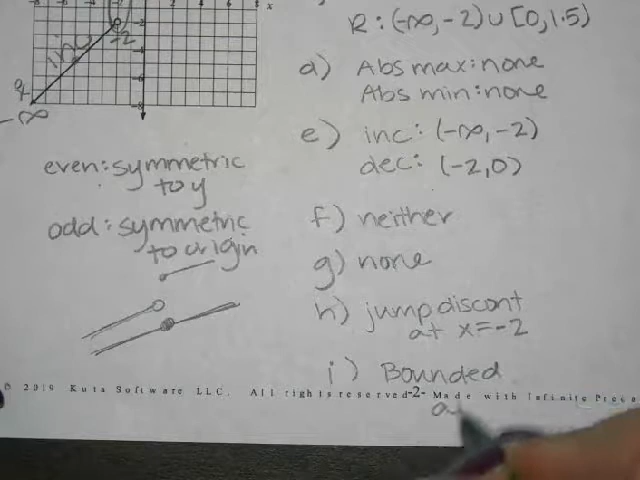 R: (-∞, -2) ∪ [0, 1.5)
x
-2
-∞
d) Abs max: none
Abs min: none
e) inc: (-∞, -2)
dec: (-2, 0)
even: symmetric
to y
odd: symmetric
to origin
f) neither
g) none
h) jump discont
at x = -2
i) Bounded
© 2019 Kuta Software LLC. All rights reserved. -2- Made with Infinite Preca
a